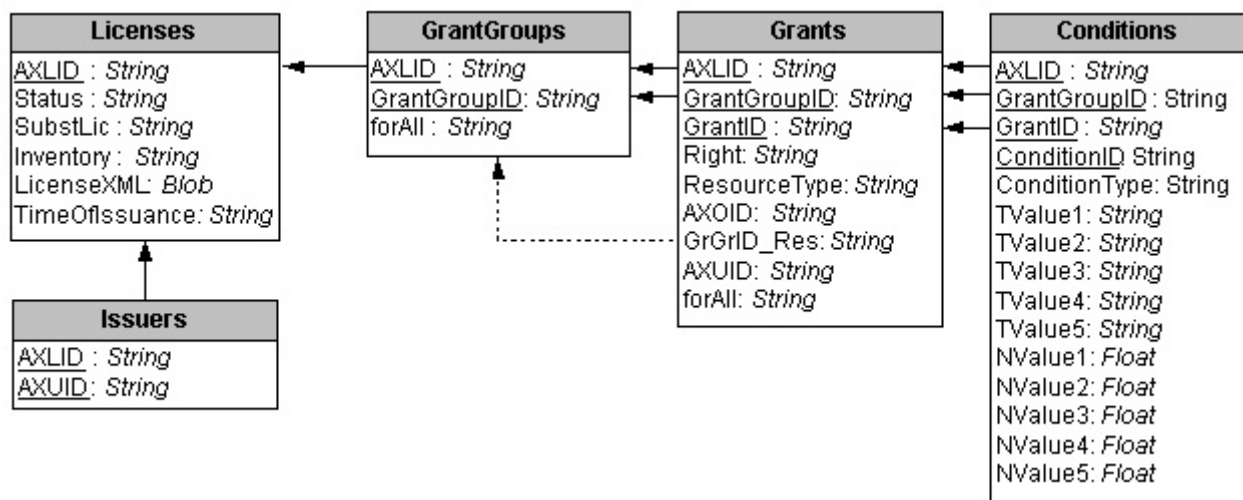 Licenses
AXLID : String
Status : String
SubstLic : String
Inventory : String
LicenseXML: Blob
TimeOfIssuance: String
Issuers
AXLID : String
AXUID: String
GrantGroups
AXLID : String
GrantGroupID: String
forAll : String
Grants
AXLID : String
GrantGroupID: String
GrantID : String
Right: String
ResourceType: String
AXOID: String
GrGrID_Res: String
AXUID: String
forAll: String
Conditions
AXLID : String
GrantGroupID : String
GrantID : String
ConditionID String
ConditionType: String
TValue1: String
TValue2: String
TValue3: String
TValue4: String
TValue5: String
NValue1: Float
NValue2: Float
NValue3: Float
NValue4: Float
NValue5: Float